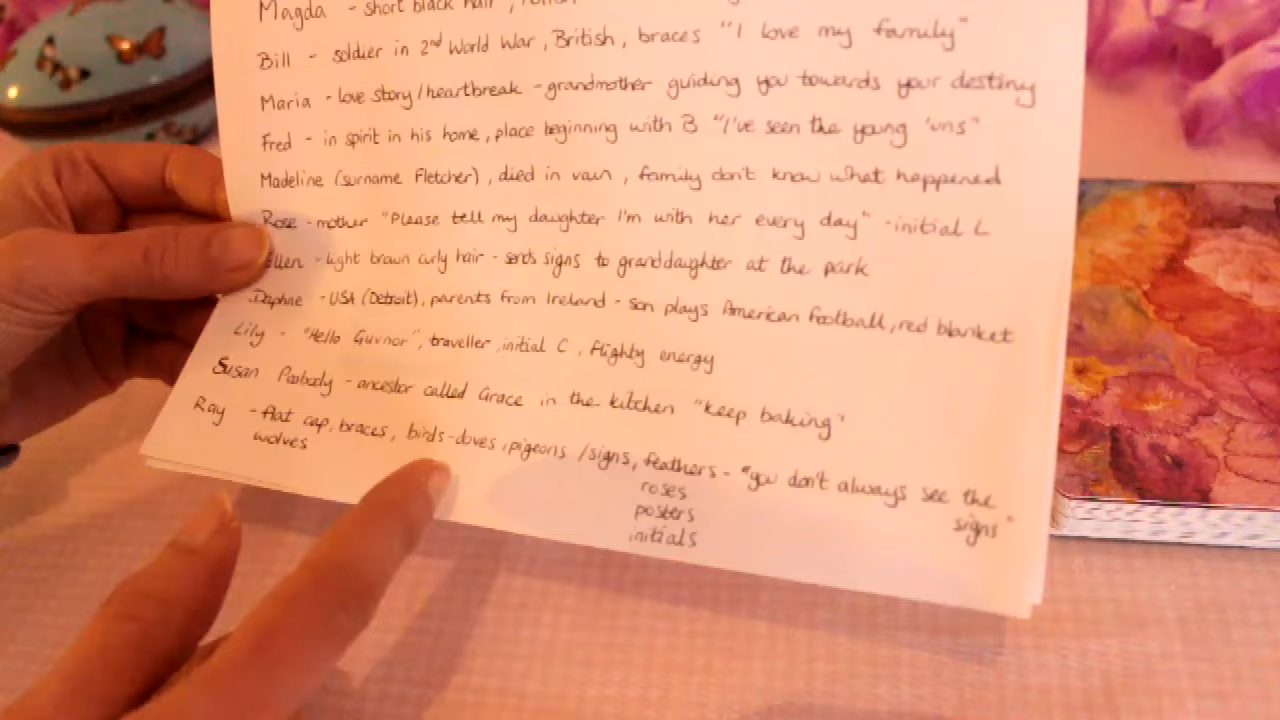 Magda - short black hair,
Bill - soldier in 2nd World War, British, braces "I love my family"
Maria - love story/heartbreak - grandmother guiding you towards your destiny
Fred - in spirit in his home, place beginning with B "I've seen the young 'uns"
Madeline (surname Fletcher), died in vain, family don't know what happened
Rose - mother "Please tell my daughter I'm with her every day" - initial L
Ellen - light brown curly hair - sends signs to granddaughter at the park
Daphne - USA (Detroit), parents from Ireland - son plays American football, red blanket
Lily - "Hello Guvnor", traveller, initial C, flighty energy
Susan Peabody - ancestor called Grace in the kitchen "keep baking"
Ray - flat cap, braces, birds-doves, pigeons / signs, feathers - "you don't always see the
wolves
roses
signs"
posters
initials